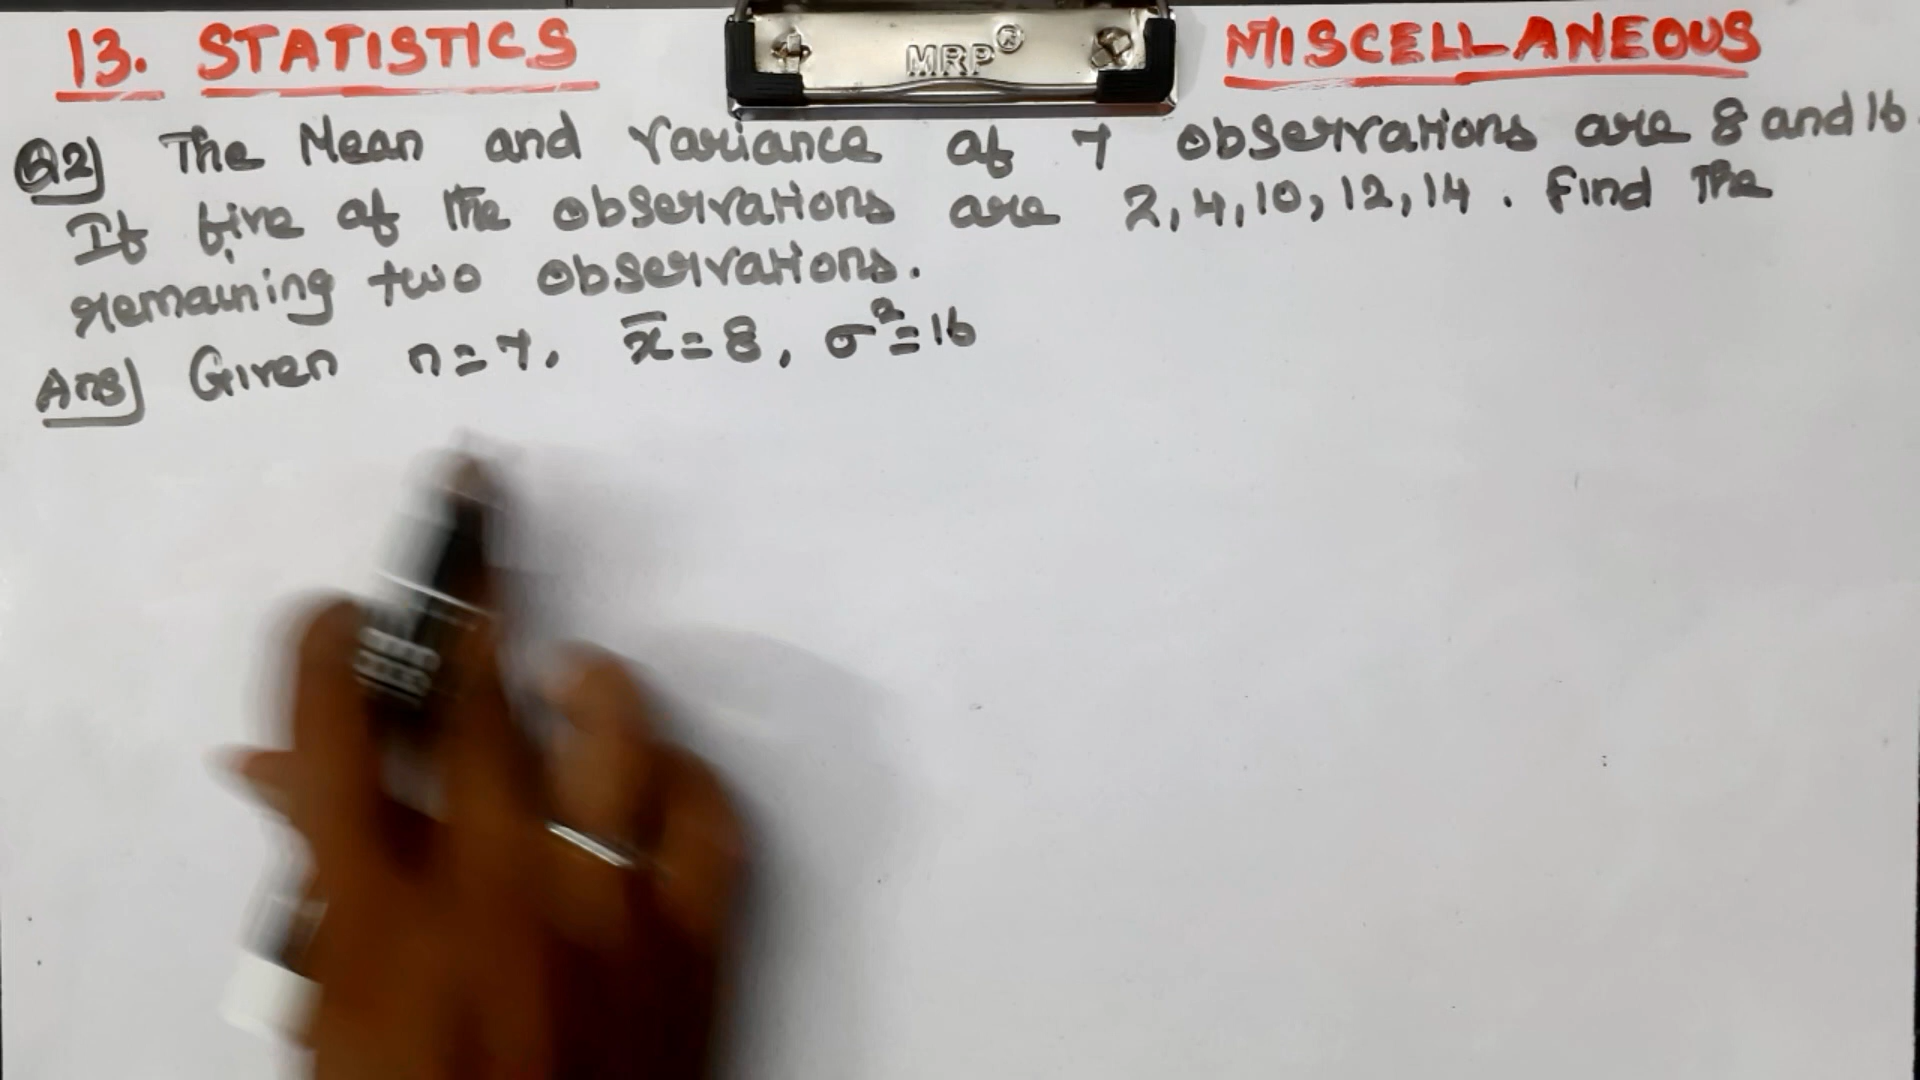 13. STATISTICS MRP® MISCELLANEOUS
Q2) The Mean and Variance of 7 observations are 8 and 16.
If five of the observations are 2, 4, 10, 12, 14. Find The
remaining two observations.
Ans) Given n=7, x̄=8, σ²=16